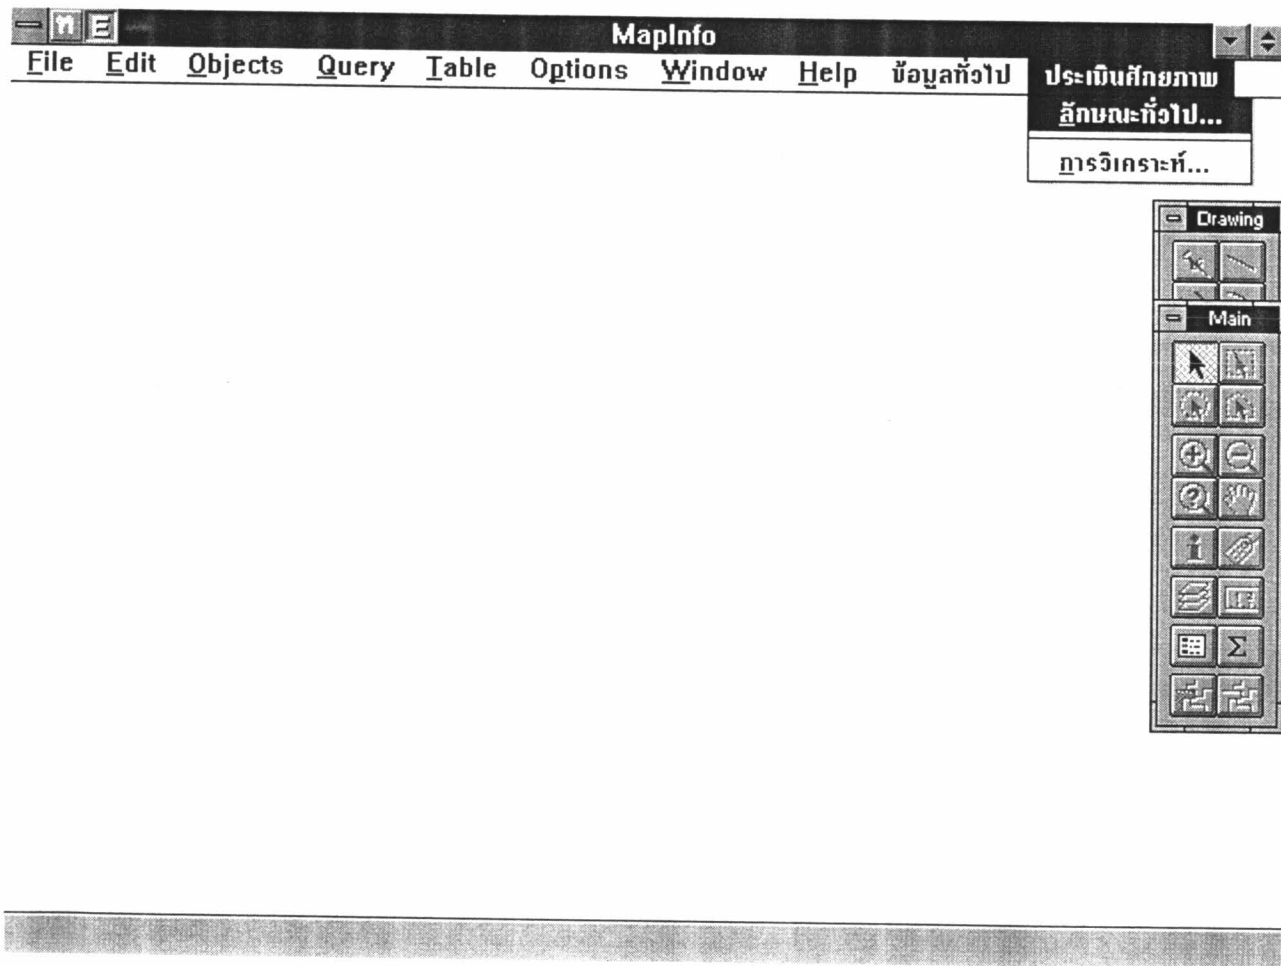 ก E MapInfo
File Edit Objects Query Table Options Window Help ข้อมูลทั่วไป ประเมินศักยภาพ
ลักษณะทั่วไป...
การวิเคราะห์...
Drawing
Main